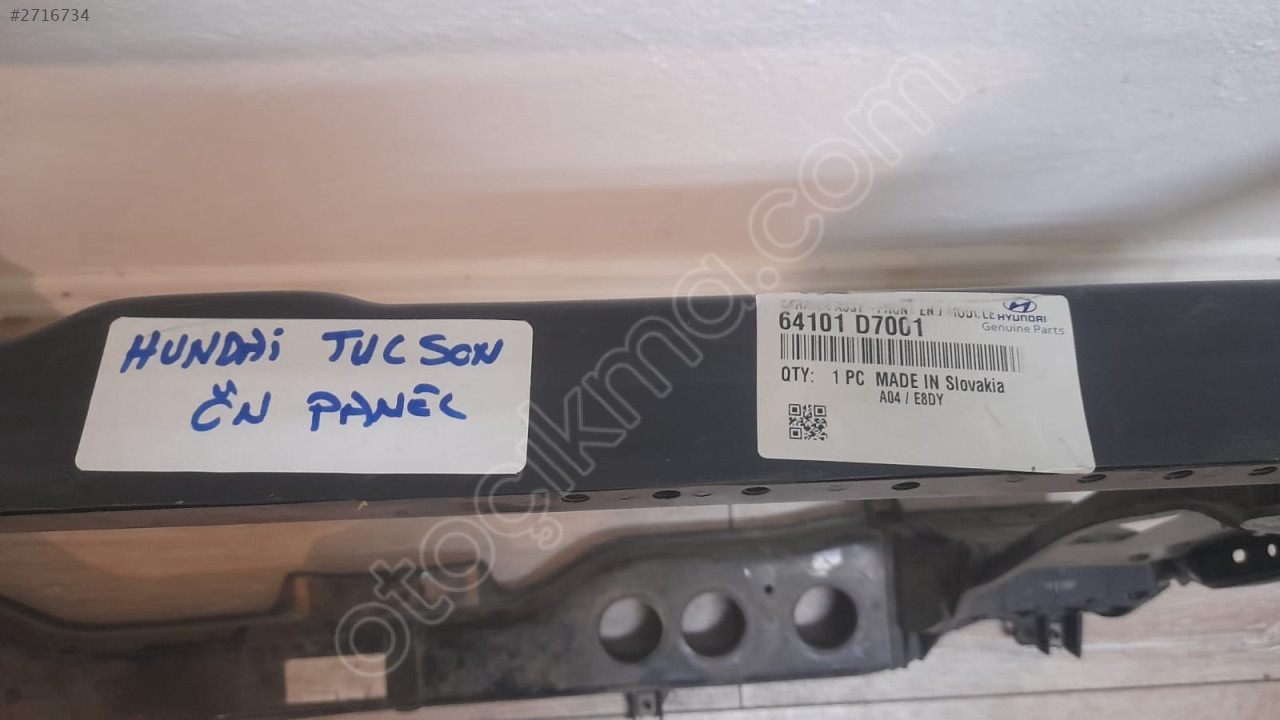 #2716734
HUNDAi TUCSON
ÖN PANEL
HYUNDAI
Genuine Parts
64101 D7001
QTY: 1 PC MADE IN Slovakia
A04 / E8DY
otoçıkma.com